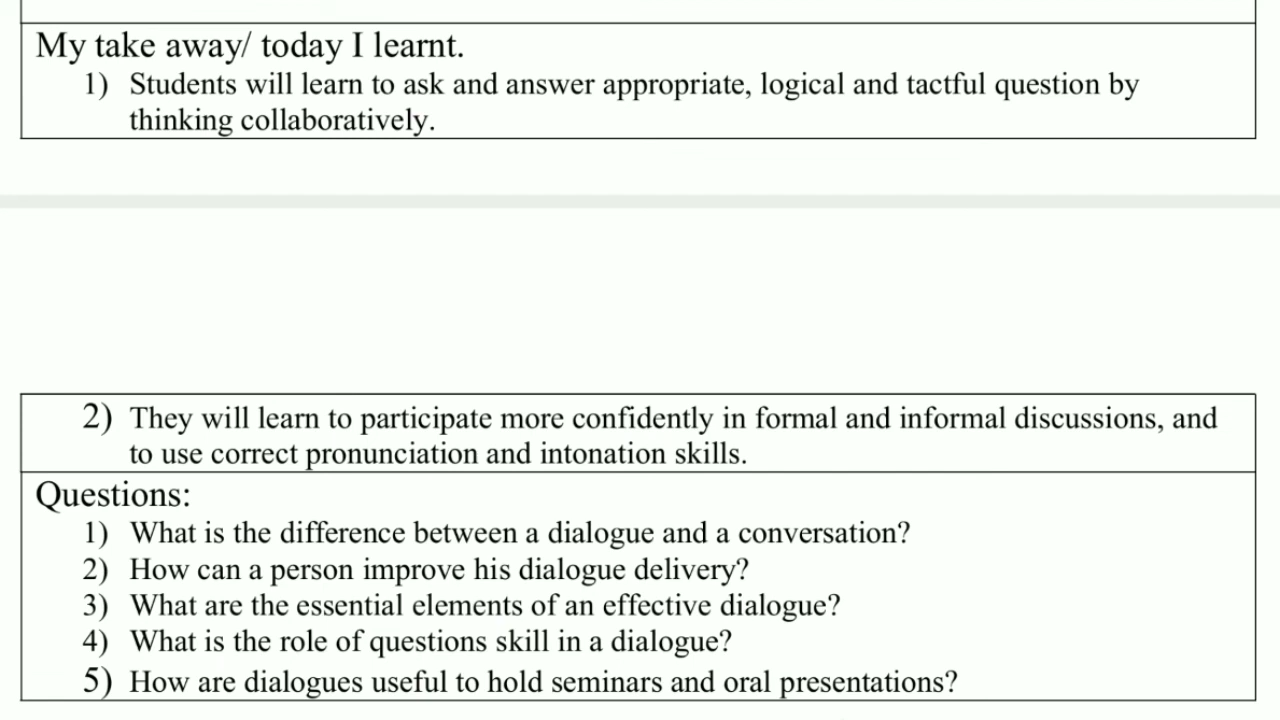 My take away/ today I learnt.
1) Students will learn to ask and answer appropriate, logical and tactful question by
thinking collaboratively.
2) They will learn to participate more confidently in formal and informal discussions, and
to use correct pronunciation and intonation skills.
Questions:
1) What is the difference between a dialogue and a conversation?
2) How can a person improve his dialogue delivery?
3) What are the essential elements of an effective dialogue?
4) What is the role of questions skill in a dialogue?
5) How are dialogues useful to hold seminars and oral presentations?